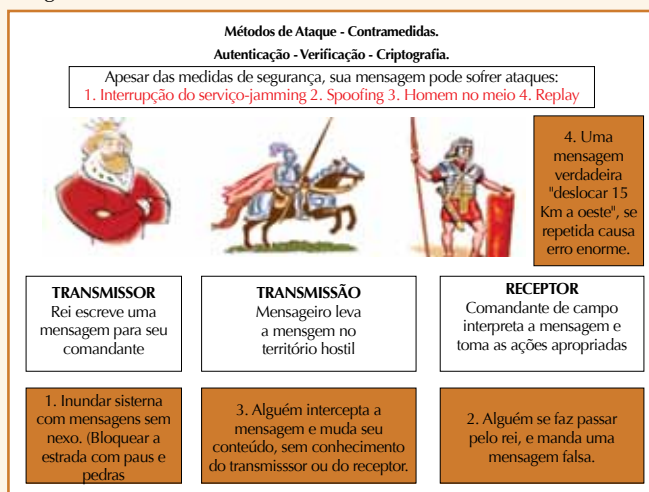 Métodos de Ataque - Contramedidas.
Autenticação - Verificação - Criptografia.
Apesar das medidas de segurança, sua mensagem pode sofrer ataques:
1. Interrupção do serviço-jamming 2. Spoofing 3. Homem no meio 4. Replay
4. Uma
mensagem
verdadeira
"deslocar 15
Km a oeste", se
repetida causa
erro enorme.
TRANSMISSOR
Rei escreve uma
mensagem para seu
comandante
TRANSMISSÃO
Mensageiro leva
a mensgem no
território hostil
RECEPTOR
Comandante de campo
interpreta a mensagem e
toma as ações apropriadas
1. Inundar sisterna
com mensagens sem
nexo. (Bloquear a
estrada com paus e
pedras
3. Alguém intercepta a
mensagem e muda seu
conteúdo, sem conhecimento
do transmisssor ou do receptor.
2. Alguém se faz passar
pelo rei, e manda uma
mensagem falsa.